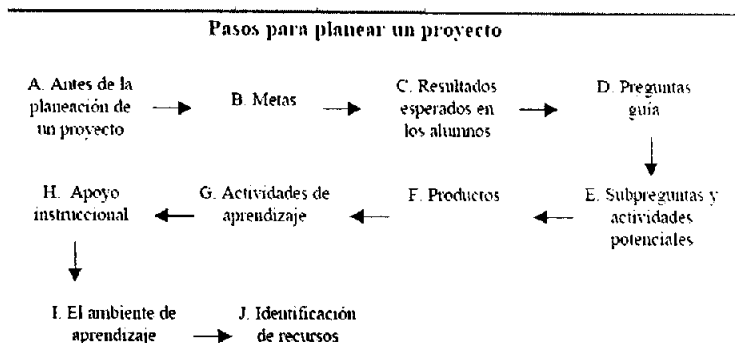 Pasos para planear un proyecto
A. Antes de la
planeación de
un proyecto
B. Metas
C. Resultados
esperados en
los alumnos
D. Preguntas
guía
E. Subpreguntas y
actividades
potenciales
F. Productos
G. Actividades de
aprendizaje
H. Apoyo
instruccional
I. El ambiente de
aprendizaje
J. Identificación
de recursos